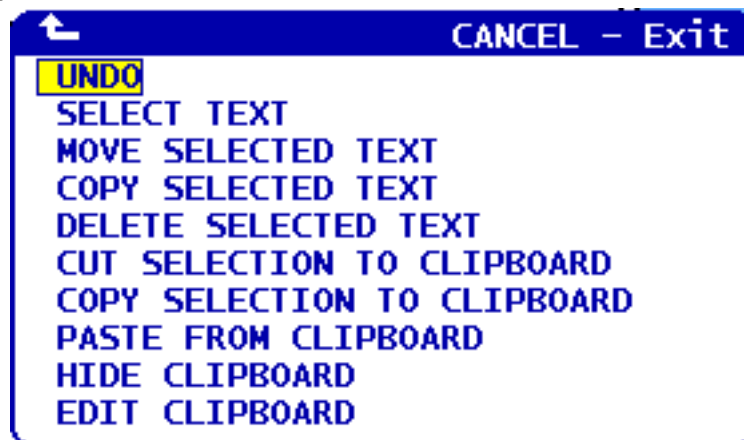 CANCEL - Exit
UNDO
SELECT TEXT
MOVE SELECTED TEXT
COPY SELECTED TEXT
DELETE SELECTED TEXT
CUT SELECTION TO CLIPBOARD
COPY SELECTION TO CLIPBOARD
PASTE FROM CLIPBOARD
HIDE CLIPBOARD
EDIT CLIPBOARD